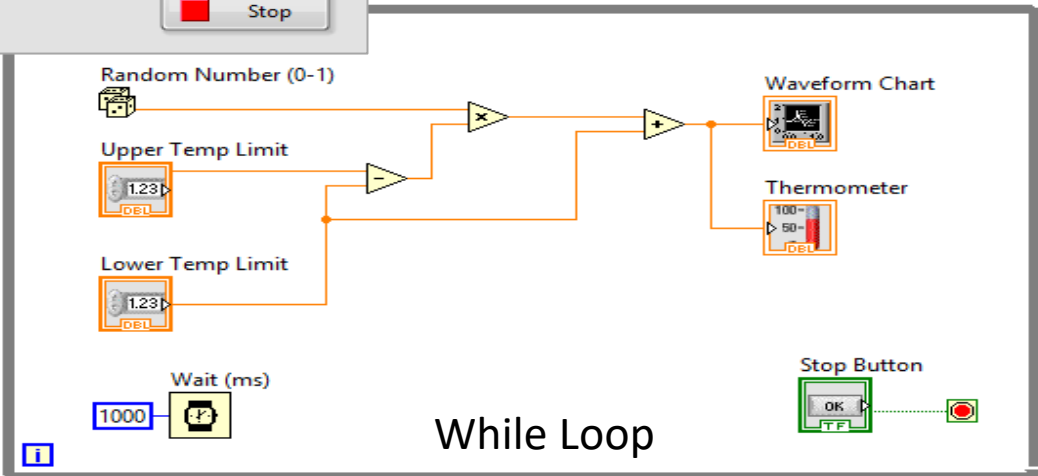 Stop
Random Number (0-1)
Waveform Chart
Upper Temp Limit
1.23
DBL
DBL
Thermometer
100
50
DBL
Lower Temp Limit
1.23
DBL
Stop Button
OK
TF
Wait (ms)
1000
While Loop
i